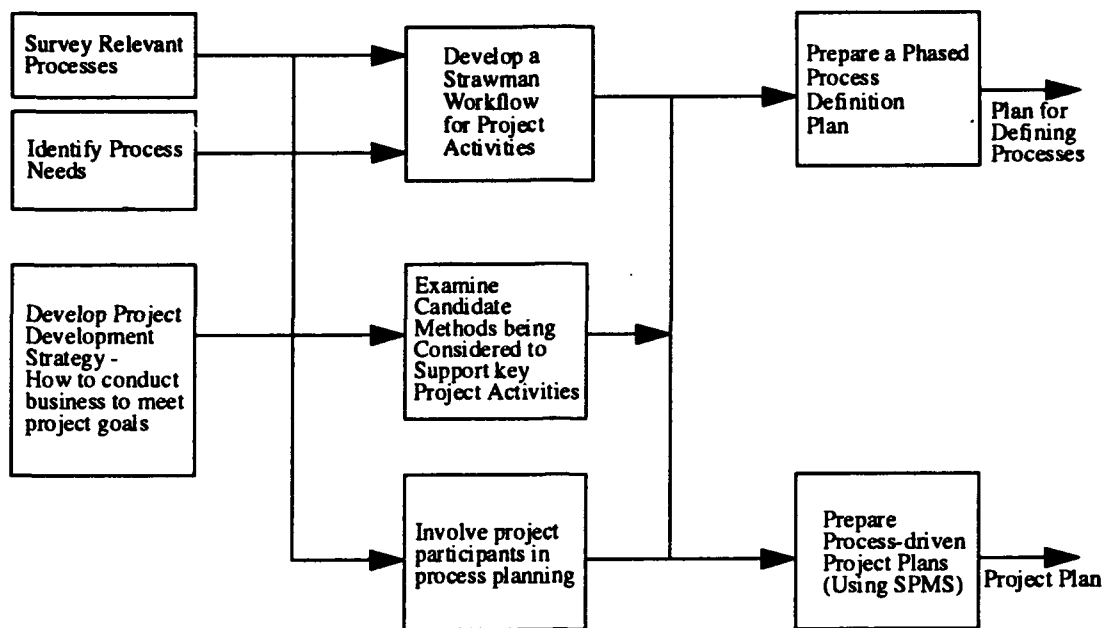 Survey Relevant
Processes
Identify Process
Needs
Develop Project
Development
Strategy -
How to conduct
business to meet
project goals
Develop a
Strawman
Workflow
for Project
Activities
Examine
Candidate
Methods being
Considered to
Support key
Project Activities
Involve project
participants in
process planning
Prepare a Phased
Process
Definition
Plan
Plan for
Defining
Processes
Prepare
Process-driven
Project Plans
(Using SPMS)
Project Plan